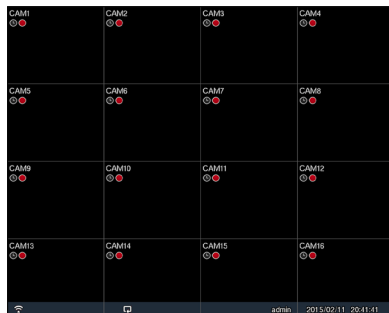 CAM1 CAM2 CAM3 CAM4
CAM5 CAM6 CAM7 CAM8
CAM9 CAM10 CAM11 CAM12
CAM13 CAM14 CAM15 CAM16
admin 2015/02/11 20:41:41